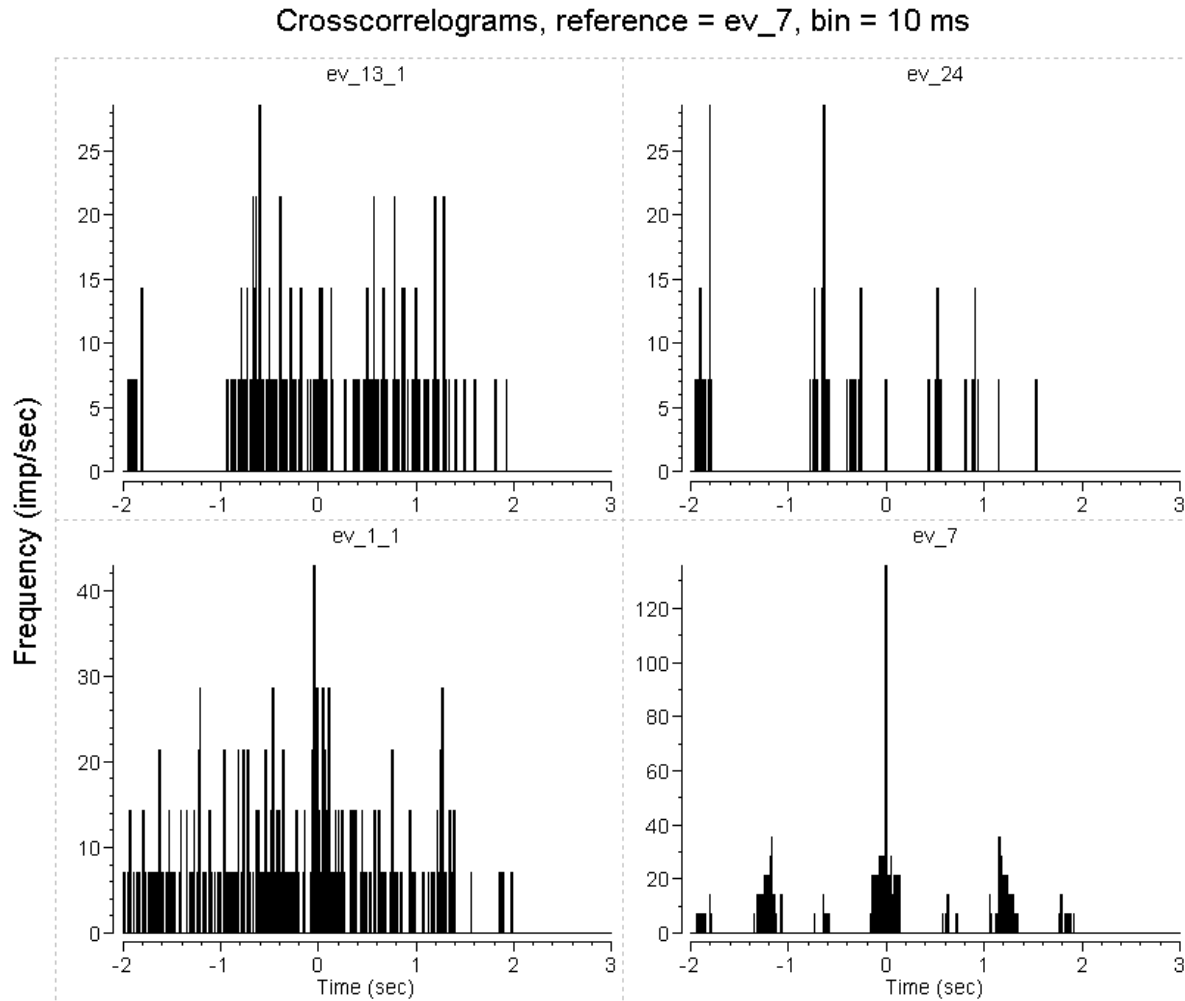 Crosscorrelograms, reference = ev_7, bin = 10 ms
ev_13_1
ev_24
25
20
15
10
5
0
-2 -1 0 1 2 3
25
20
15
10
5
0
-2 -1 0 1 2 3
Frequency (imp/sec)
ev_1_1
ev_7
40
30
20
10
0
-2 -1 0 1 2 3
Time (sec)
120
100
80
60
40
20
0
-2 -1 0 1 2 3
Time (sec)